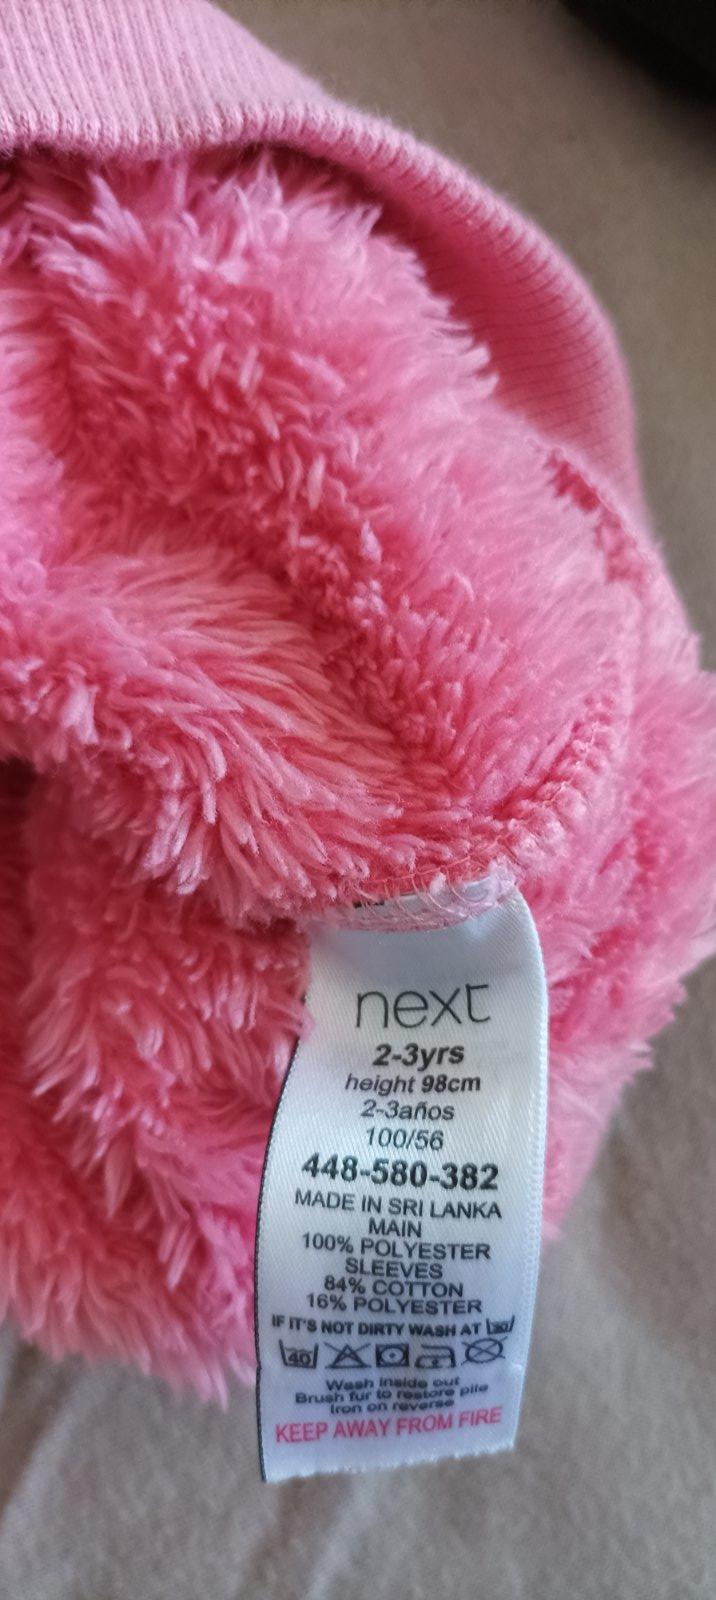 next
2-3yrs
height 98cm
2-3años
100/56
448-580-382
MADE IN SRI LANKA
MAIN
100% POLYESTER
SLEEVES
84% COTTON
16% POLYESTER
IF IT'S NOT DIRTY WASH AT 30
40
Wash inside out
Brush fur to restore pile
Iron on reverse
KEEP AWAY FROM FIRE